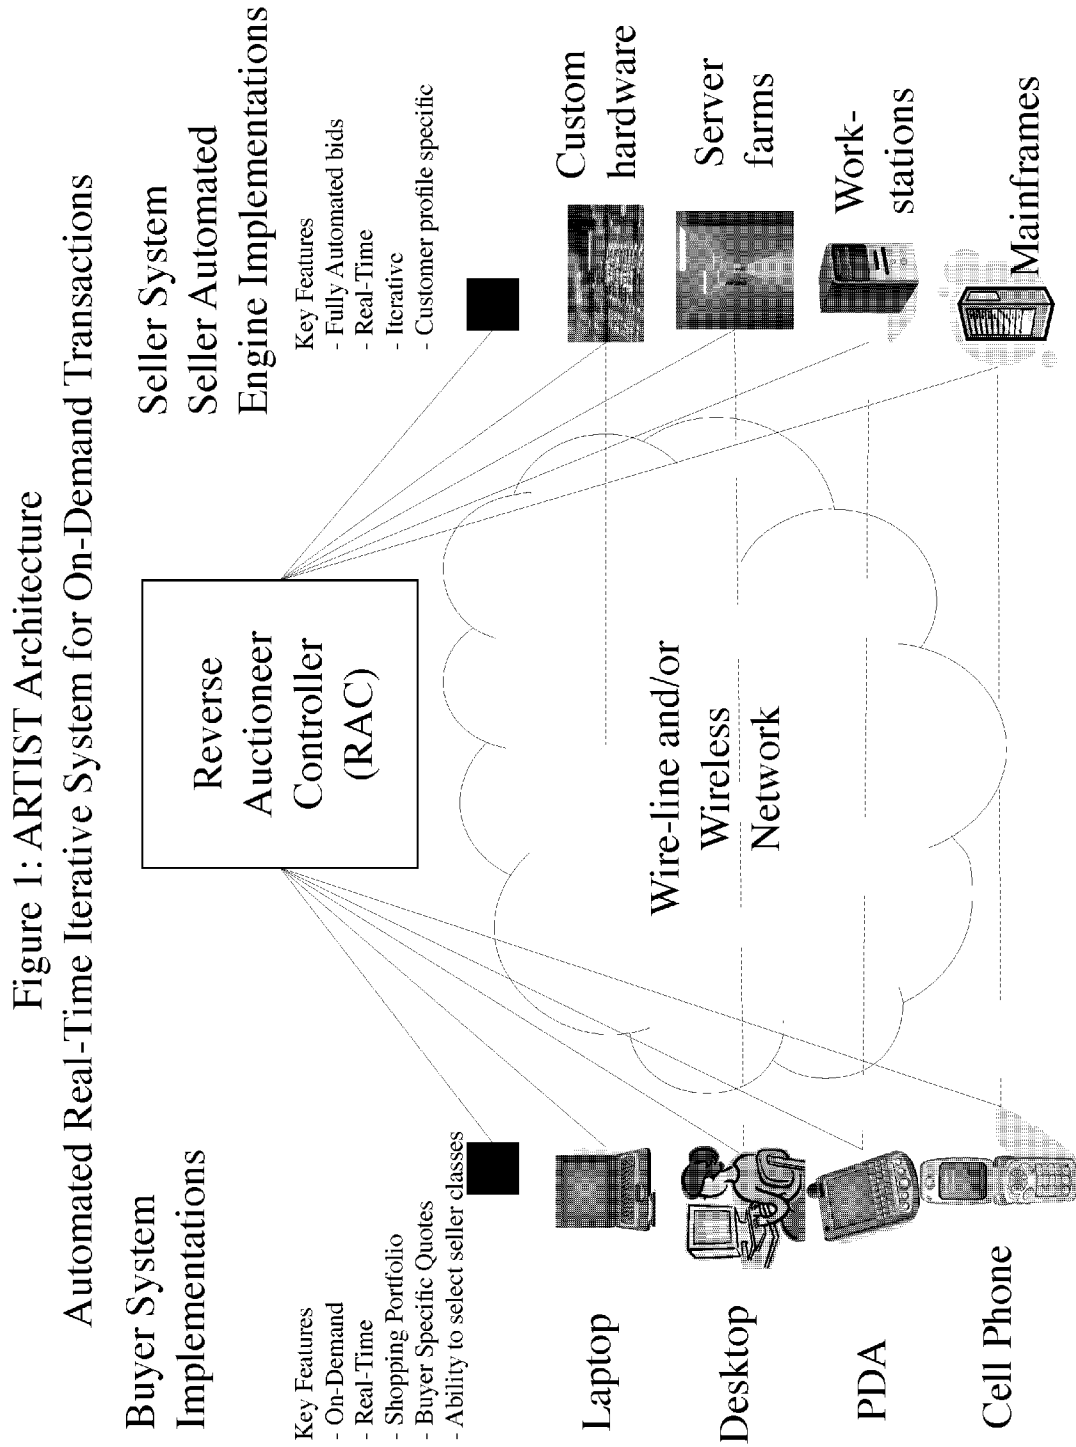 Figure 1: ARTIST Architecture
Automated Real-Time Iterative System for On-Demand Transactions
Buyer System
Implementations
Key Features
- On-Demand
- Real-Time
- Shopping Portfolio
- Buyer Specific Quotes
- Ability to select seller classes
Laptop
Desktop
PDA
Cell Phone
Reverse
Auctioneer
Controller
(RAC)
Wire-line and/or
Wireless
Network
Seller System
Seller Automated
Engine Implementations
Key Features
- Fully Automated bids
- Real-Time
- Iterative
- Customer profile specific
Custom
hardware
Server
farms
Work-
stations
Mainframes